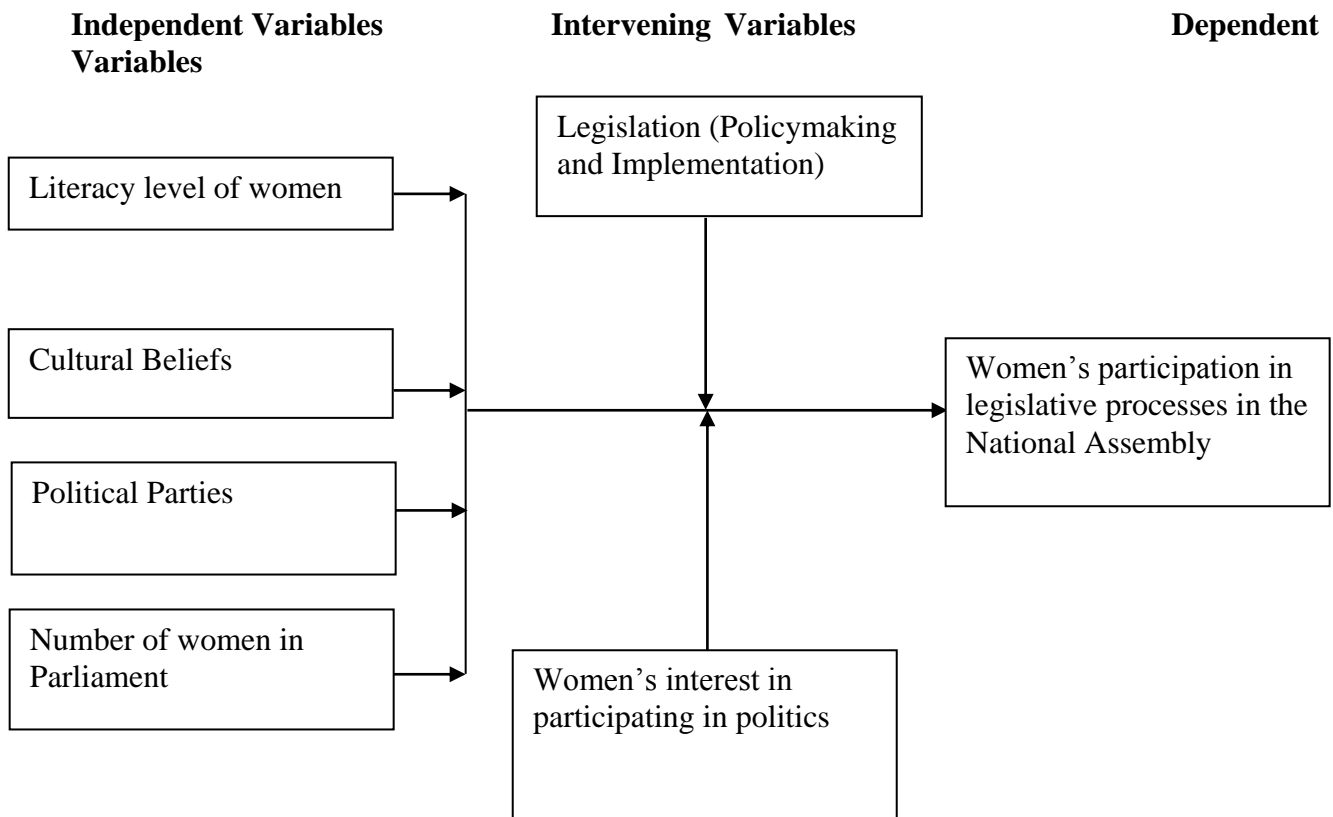 Independent Variables Intervening Variables Dependent
Variables
Legislation (Policymaking
and Implementation)
Literacy level of women
Cultural Beliefs
Women’s participation in
legislative processes in the
National Assembly
Political Parties
Number of women in
Parliament
Women’s interest in
participating in politics